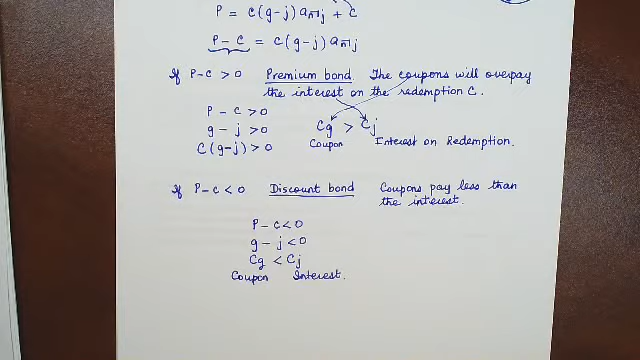 P = C(g-j) a_n̅|j + C
P - C = C(g-j) a_n̅|j
If P-C > 0 Premium bond. The coupons will overpay
the interest on the redemption C.
P - C > 0
g - j > 0 Cg > Cj
C(g-j) > 0 Coupon Interest on Redemption.
If P-C < 0 Discount bond Coupons pay less than
the interest.
P - C < 0
g - j < 0
Cg < Cj
Coupon Interest.